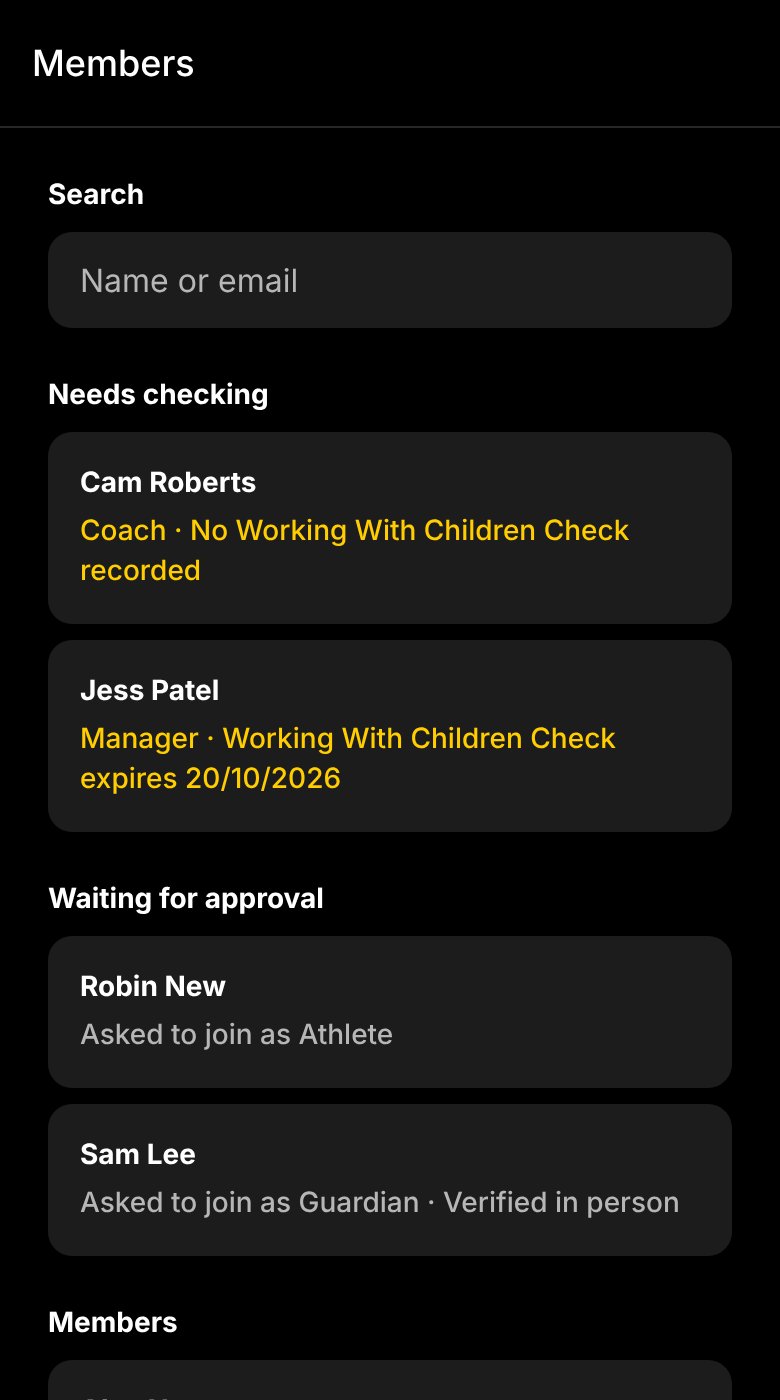 Members
Search
Name or email
Needs checking
Cam Roberts
Coach · No Working With Children Check
recorded
Jess Patel
Manager · Working With Children Check
expires 20/10/2026
Waiting for approval
Robin New
Asked to join as Athlete
Sam Lee
Asked to join as Guardian · Verified in person
Members